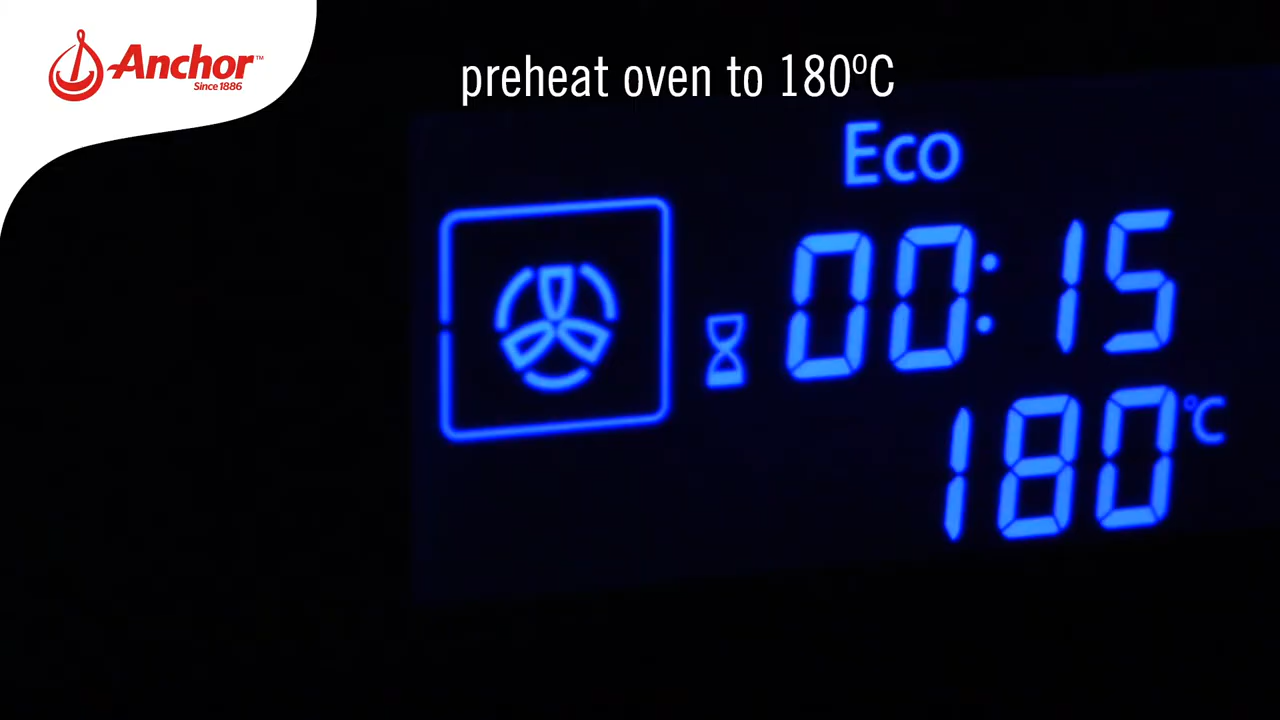 Anchor™
Since 1886
preheat oven to 180ºC
Eco
00:15
180°C